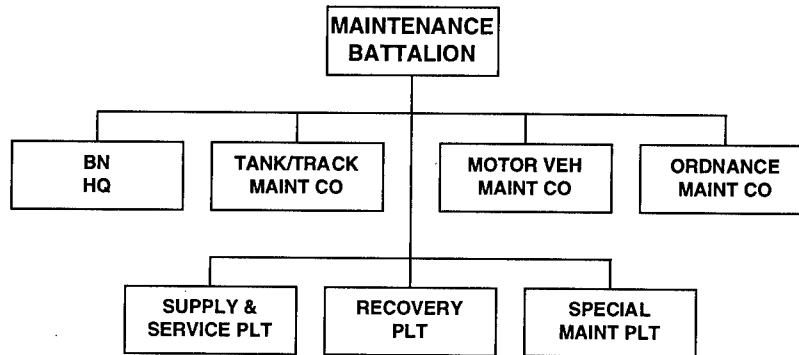 MAINTENANCE
BATTALION
BN
HQ
TANK/TRACK
MAINT CO
MOTOR VEH
MAINT CO
ORDNANCE
MAINT CO
SUPPLY &
SERVICE PLT
RECOVERY
PLT
SPECIAL
MAINT PLT